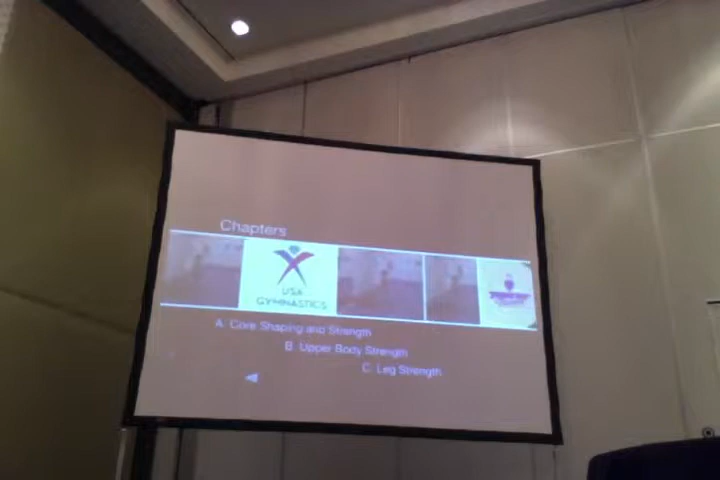 Chapters
USA
GYMNASTICS
A. Core Shaping and Strength
B. Upper Body Strength
C. Leg Strength